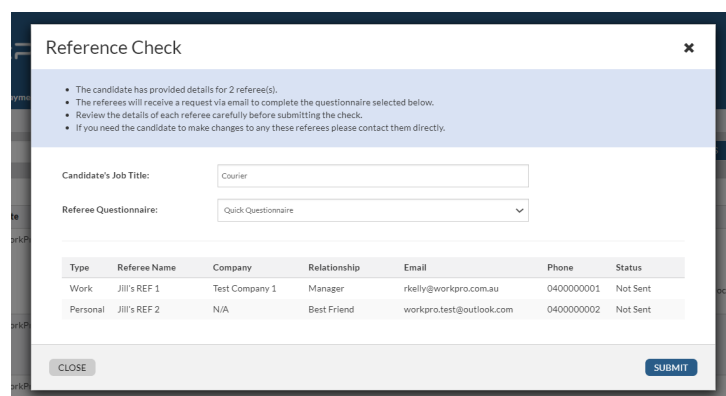 Reference Check
The candidate has provided details for 2 referee(s).
The referees will receive a request via email to complete the questionnaire selected below.
Review the details of each referee carefully before submitting the check.
If you need the candidate to make changes to any these referees please contact them directly.
Candidate's Job Title: Courier
Referee Questionnaire: Quick Questionnaire
Type Referee Name Company Relationship Email Phone Status
Work Jill's REF 1 Test Company 1 Manager rkelly@workpro.com.au 0400000001 Not Sent
Personal Jill's REF 2 N/A Best Friend workpro.test@outlook.com 0400000002 Not Sent
CLOSE SUBMIT